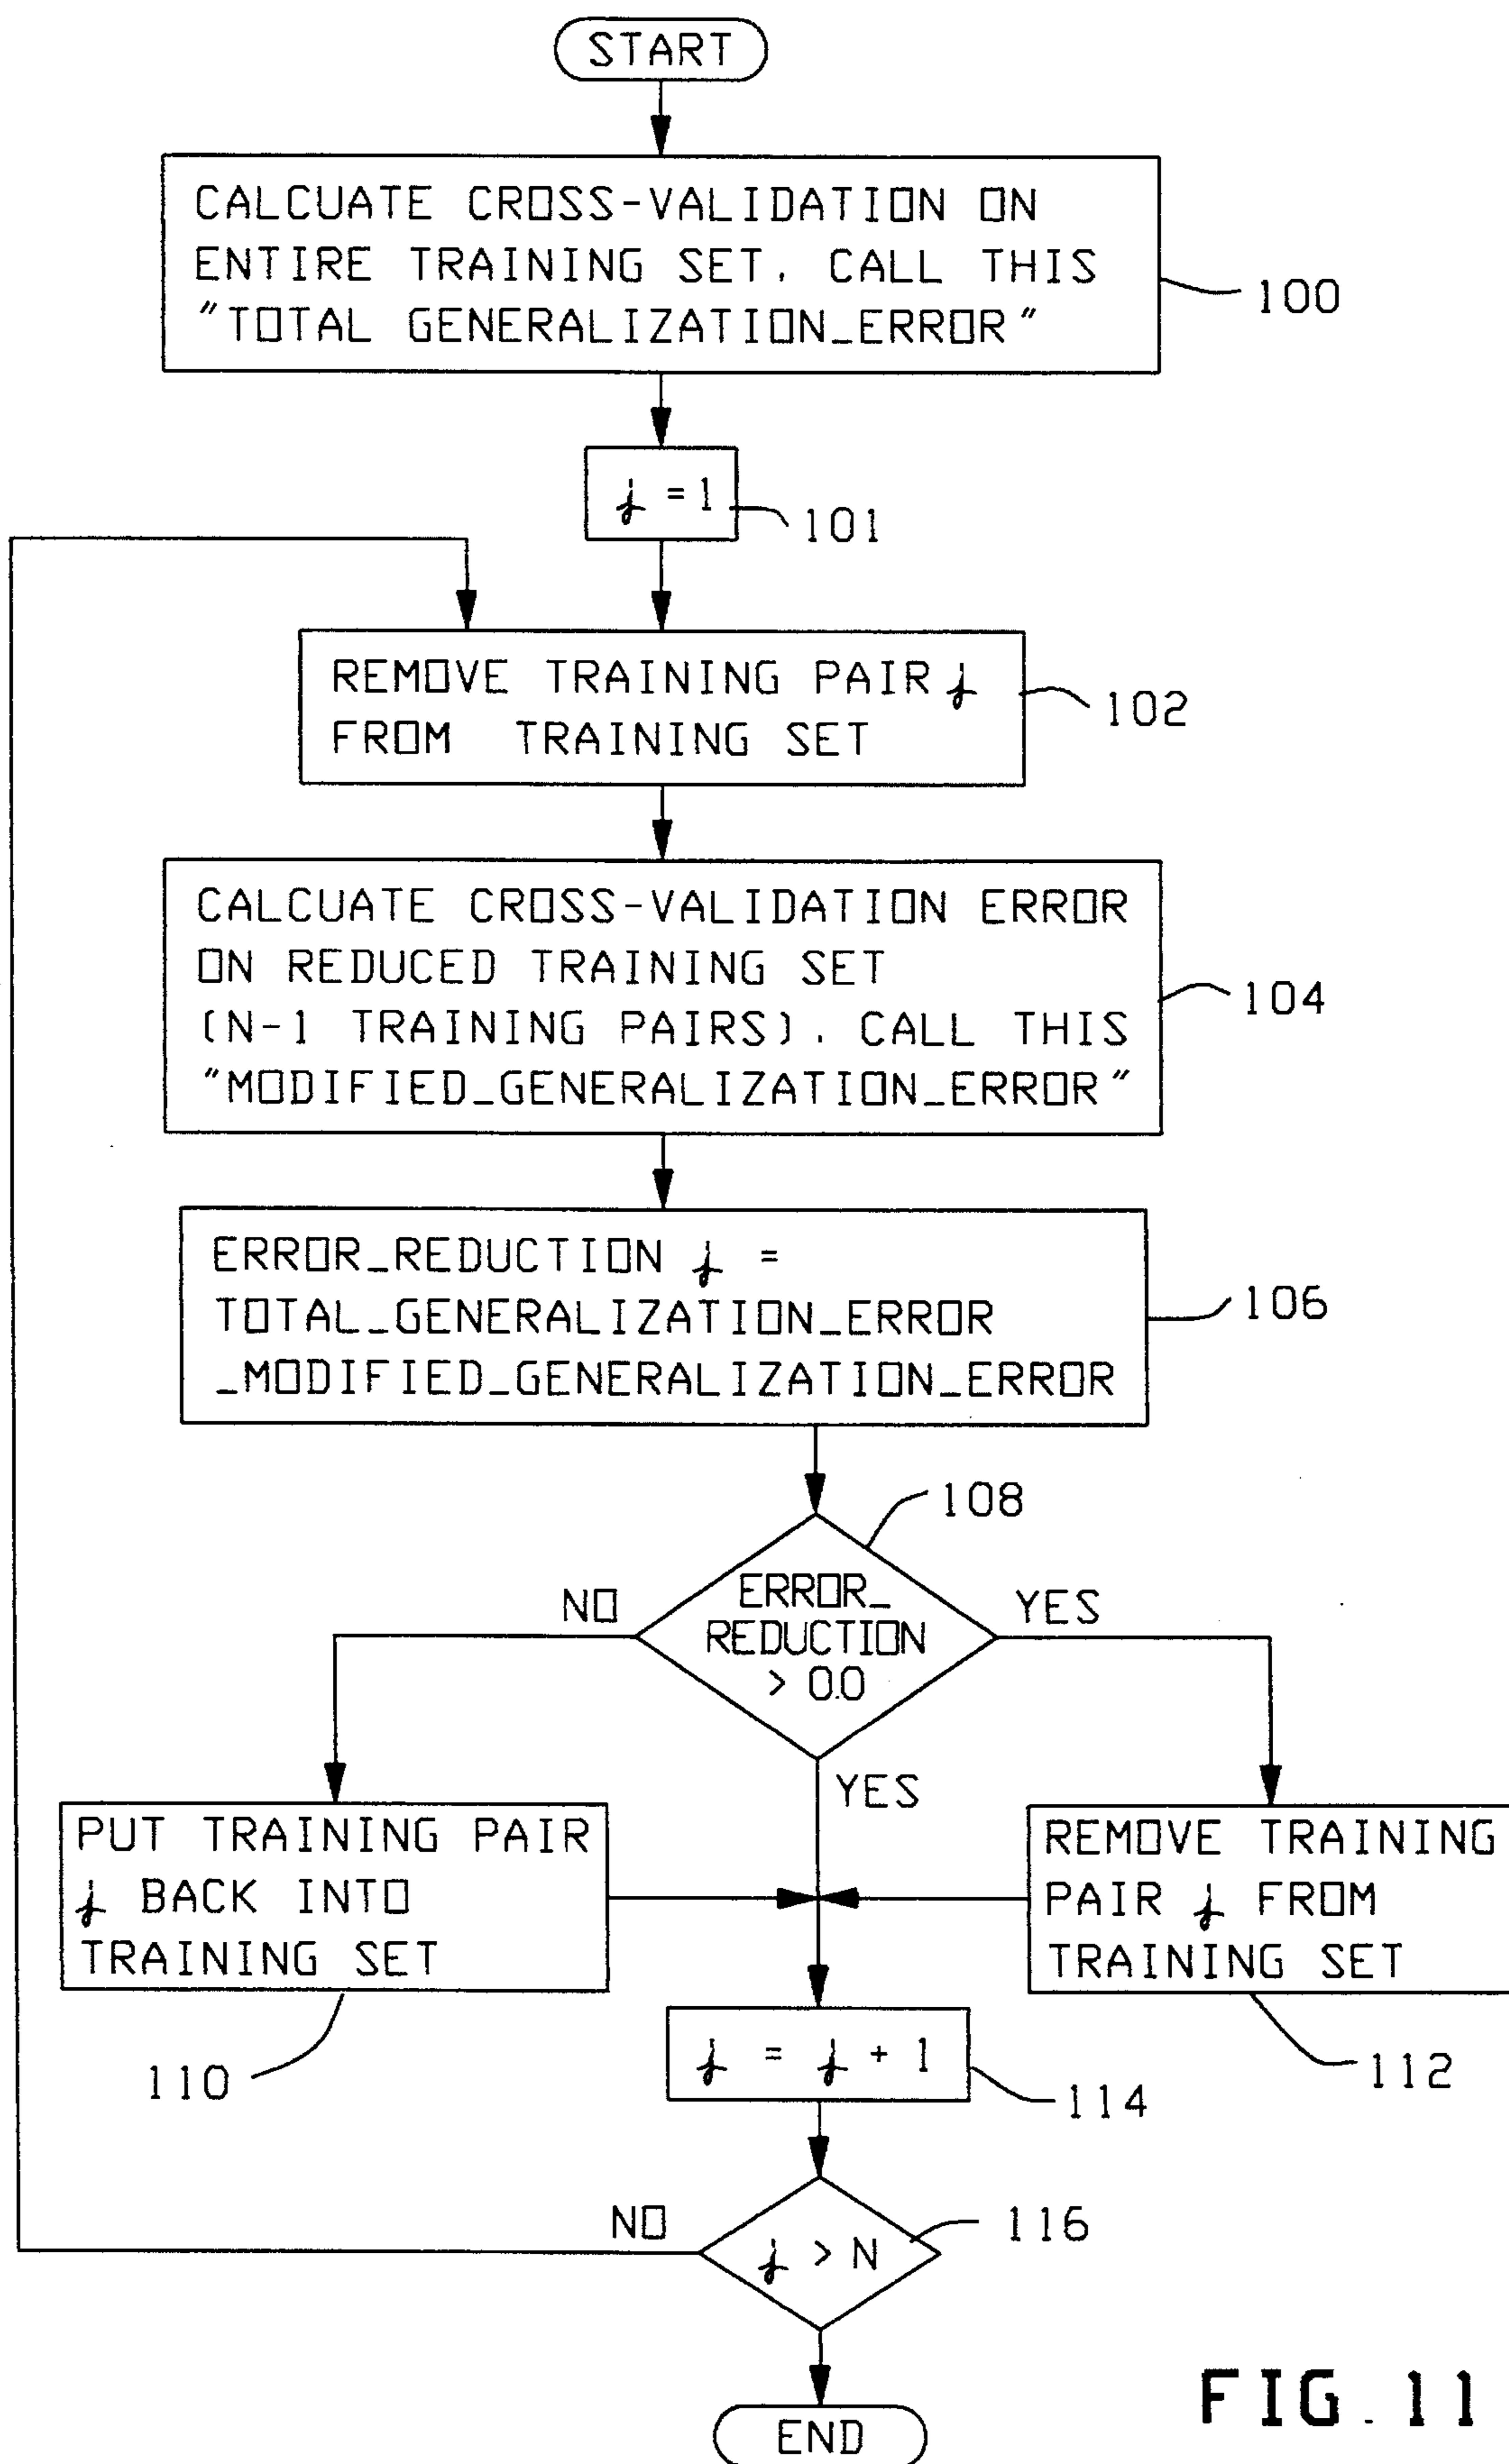 START
CALCUATE CROSS-VALIDATION ON
ENTIRE TRAINING SET. CALL THIS
"TOTAL GENERALIZATION_ERROR"
100
j = 1
101
REMOVE TRAINING PAIR j
FROM TRAINING SET
102
CALCUATE CROSS-VALIDATION ERROR
ON REDUCED TRAINING SET
(N-1 TRAINING PAIRS). CALL THIS
"MODIFIED_GENERALIZATION_ERROR"
104
ERROR_REDUCTION j =
TOTAL_GENERALIZATION_ERROR
_MODIFIED_GENERALIZATION_ERROR
106
108
ERROR_
REDUCTION
> 0.0
NO
YES
YES
PUT TRAINING PAIR
j BACK INTO
TRAINING SET
110
REMOVE TRAINING
PAIR j FROM
TRAINING SET
112
j = j + 1
114
NO
j > N
116
END
FIG. 11